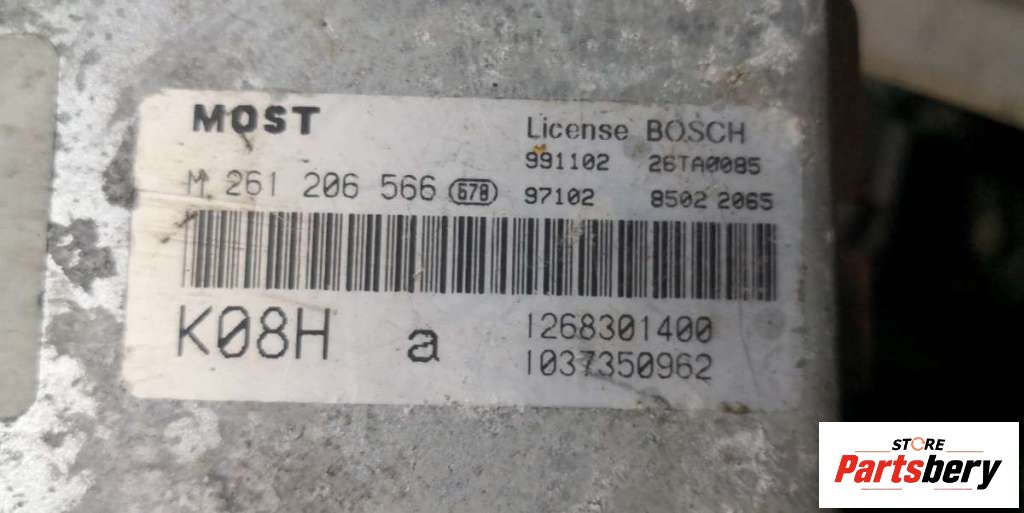 MOST
License BOSCH
991102 26TA0085
M. 261 206 566 678
97102 8502 2065
K08H a
1268301400
1037350962
STORE
Partsbery